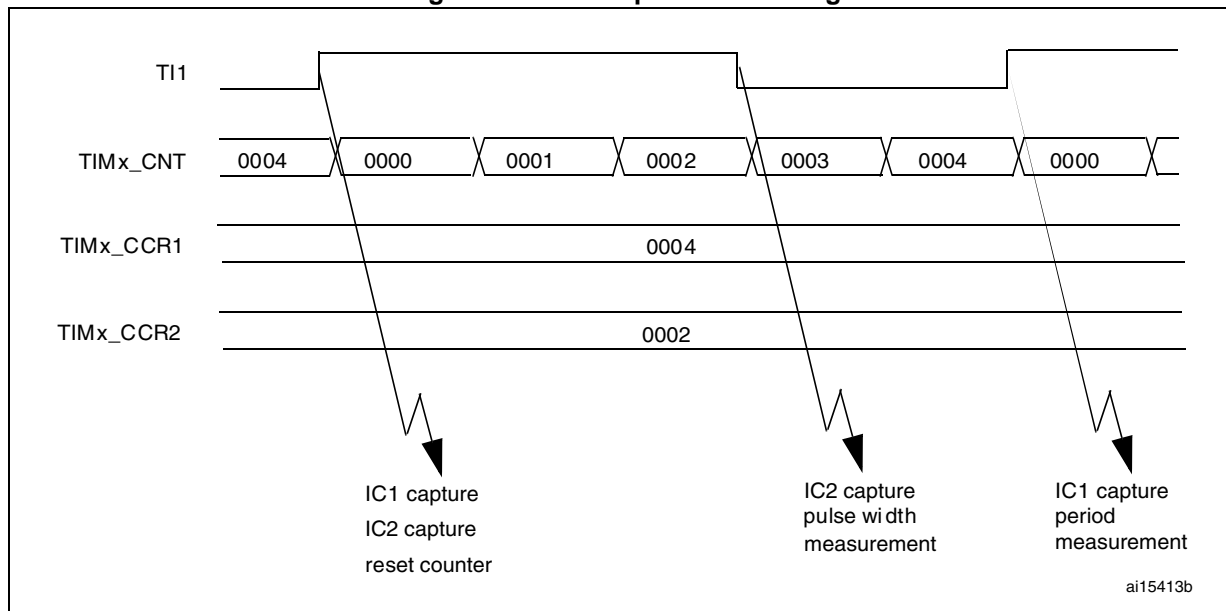 TI1
TIMx_CNT 0004 0000 0001 0002 0003 0004 0000
TIMx_CCR1 0004
TIMx_CCR2 0002
IC1 capture
IC2 capture
reset counter
IC2 capture
pulse width
measurement
IC1 capture
period
measurement
ai15413b